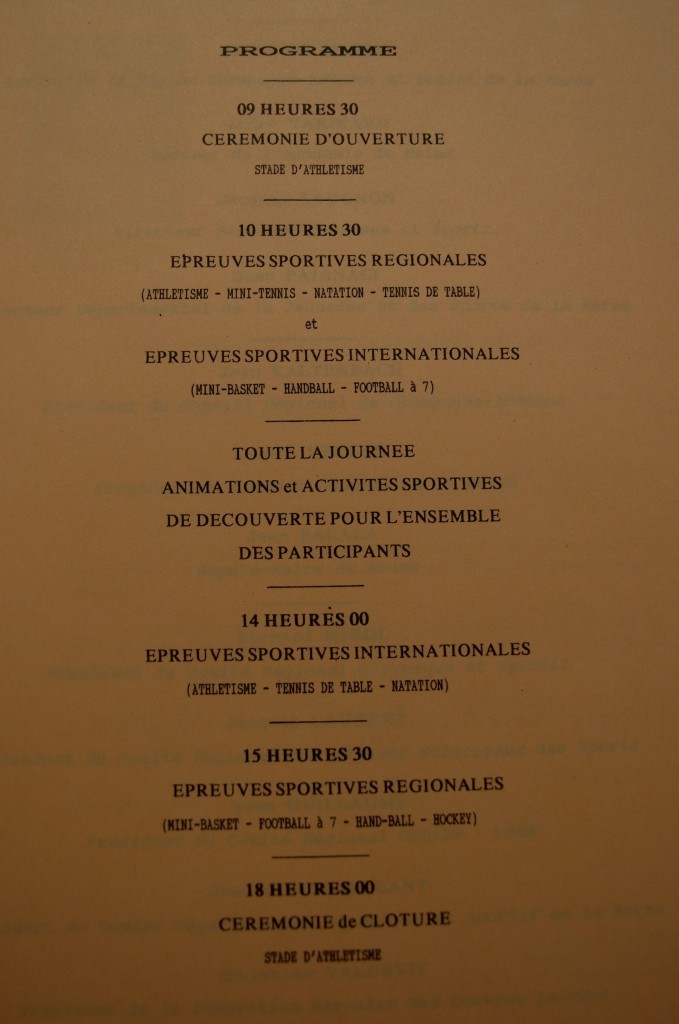 PROGRAMME
09 HEURES 30
CEREMONIE D'OUVERTURE
STADE D'ATHLETISME
10 HEURES 30
EPREUVES SPORTIVES REGIONALES
(ATHLETISME - MINI-TENNIS - NATATION - TENNIS DE TABLE)
et
EPREUVES SPORTIVES INTERNATIONALES
(MINI-BASKET - HANDBALL - FOOTBALL à 7)
TOUTE LA JOURNEE
ANIMATIONS et ACTIVITES SPORTIVES
DE DECOUVERTE POUR L'ENSEMBLE
DES PARTICIPANTS
14 HEURES 00
EPREUVES SPORTIVES INTERNATIONALES
(ATHLETISME - TENNIS DE TABLE - NATATION)
15 HEURES 30
EPREUVES SPORTIVES REGIONALES
(MINI-BASKET - FOOTBALL à 7 - HAND-BALL - HOCKEY)
18 HEURES 00
CEREMONIE de CLOTURE
STADE D'ATHLETISME